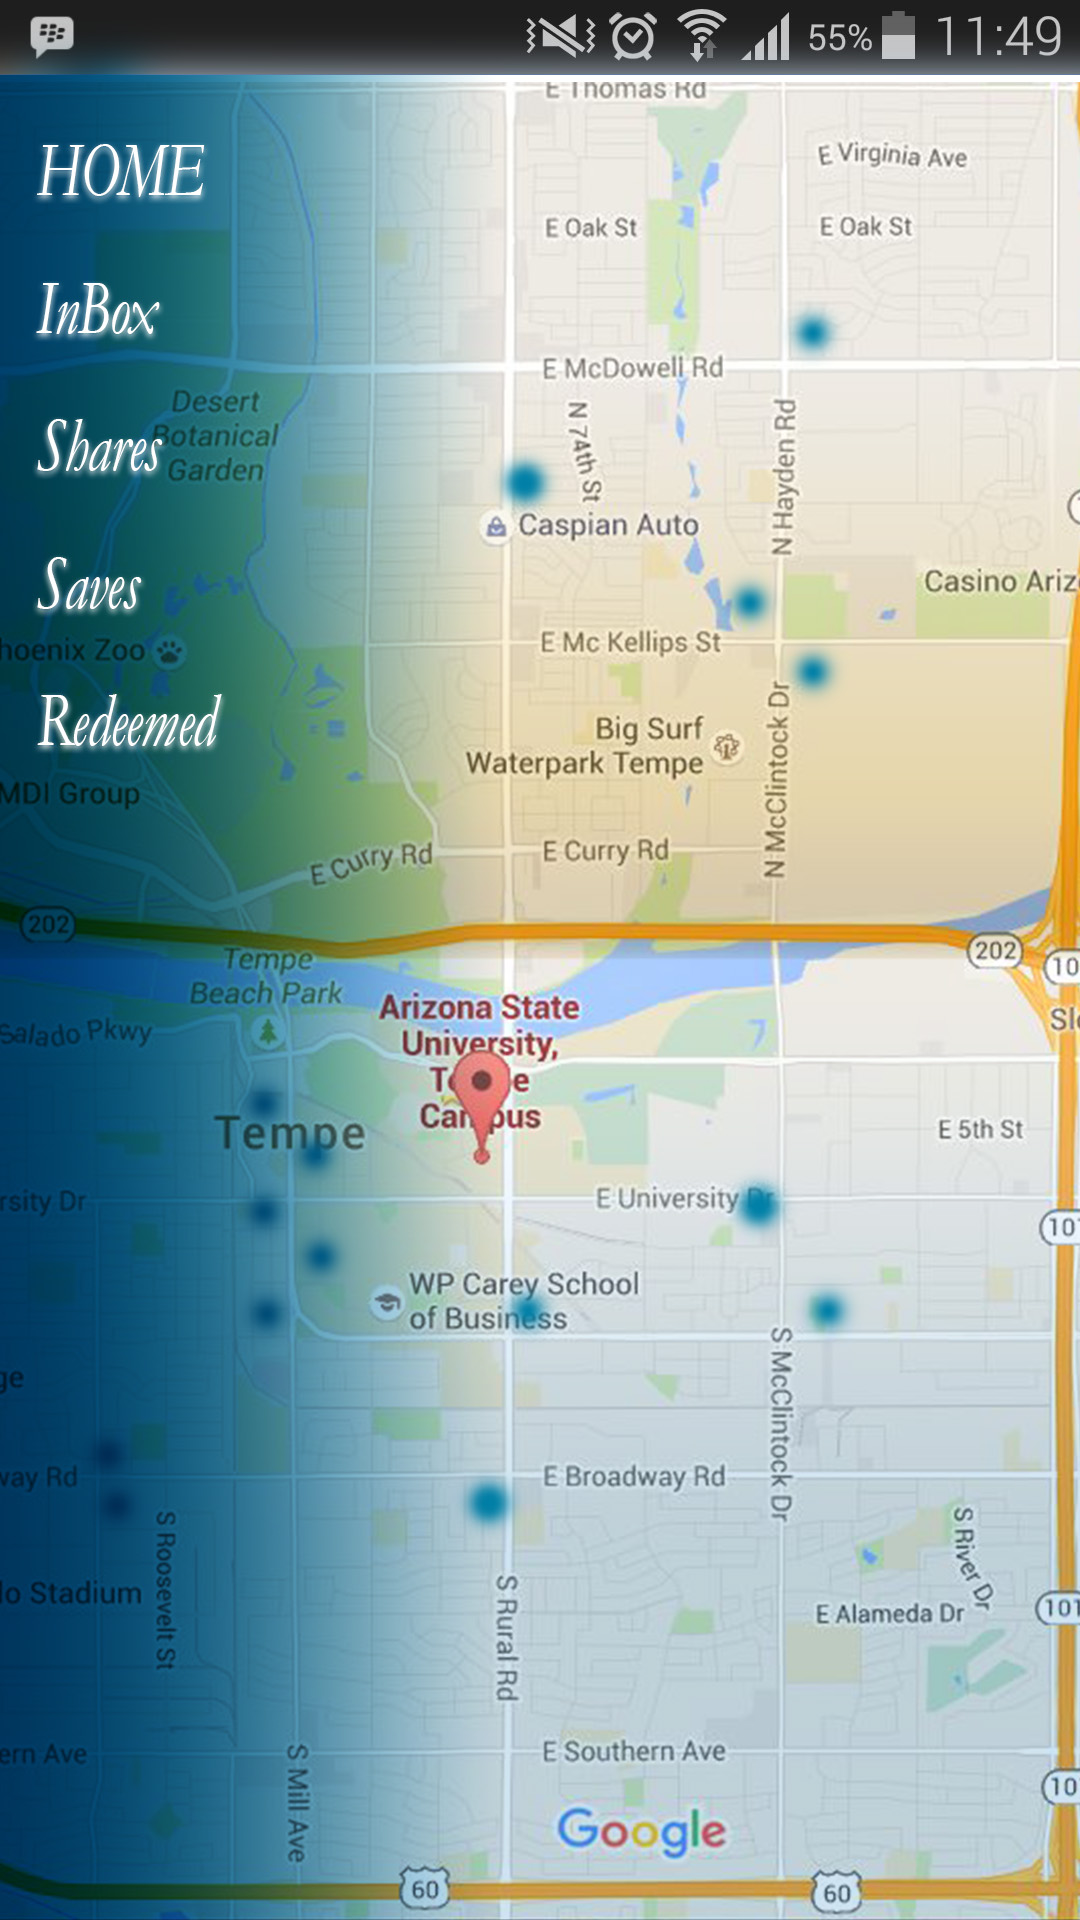 55% 11:49
E Thomas Rd
E Virginia Ave
HOME
E Oak St
E Oak St
InBox
E McDowell Rd
Desert
Botanical
Garden
N 74th St
N Hayden Rd
Shares
Caspian Auto
Casino Ariz
Saves
E Mc Kellips St
hoenix Zoo
Redeemed
Big Surf
Waterpark Tempe
N McClintock Dr
MDI Group
E Curry Rd
E Curry Rd
202
202
Tempe
Beach Park
10
Arizona State
University,
Campus
Salado Pkwy
Tempe
E 5th St
rsity Dr
E University Dr
101
WP Carey School
of Business
S McClintock Dr
ge
way Rd
E Broadway Rd
S Roosevelt St
S River Dr
lo Stadium
S Rural Rd
E Alameda Dr
101
ern Ave
E Southern Ave
S Mill Ave
10
Google
60
60